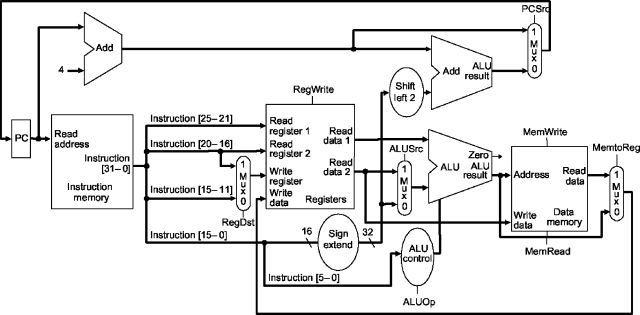 PCSrc
Add
4
1
Mux
0
Shift
left 2
Add
ALU
result
PC
Read
address
Instruction
[31–0]
Instruction
memory
Instruction [25–21]
Instruction [20–16]
Instruction [15–11]
Instruction [15–0]
Instruction [5–0]
1
Mux
0
RegDst
RegWrite
Read
register 1
Read
register 2
Write
register
Write
data
Read
data 1
Read
data 2
Registers
16
Sign
extend
32
ALUSrc
1
Mux
0
ALU
Zero
ALU
result
ALU
control
ALUOp
MemWrite
Address
Read
data
Write
data
Data
memory
MemRead
MemtoReg
1
Mux
0